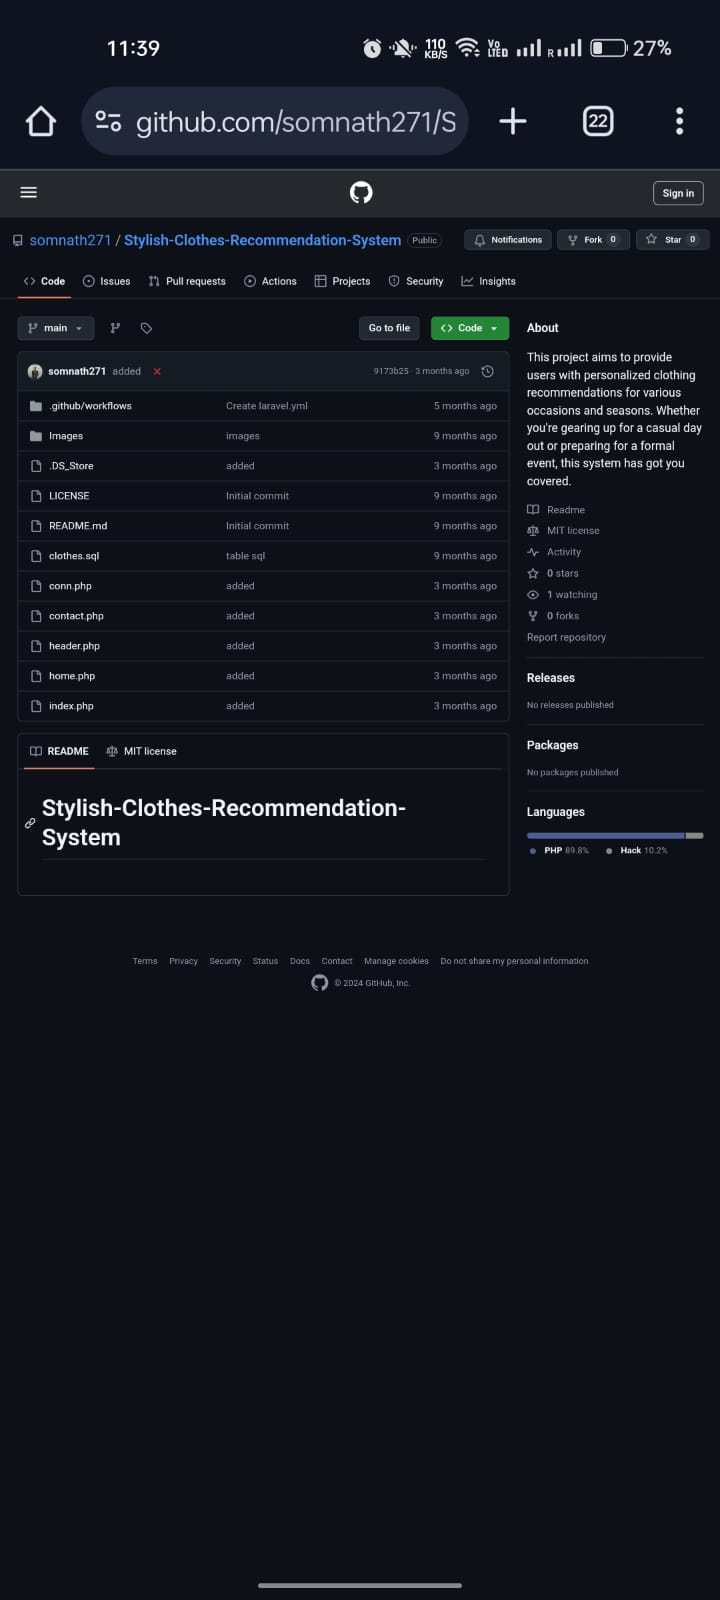 11:39
110 KB/S Vo LTED R 27%
github.com/somnath271/S
22
Sign in
somnath271 / Stylish-Clothes-Recommendation-System Public
Notifications Fork 0 Star 0
Code Issues Pull requests Actions Projects Security Insights
main Go to file Code
somnath271 added 9173b25 · 3 months ago
.github/workflows Create laravel.yml 5 months ago
Images images 9 months ago
.DS_Store added 3 months ago
LICENSE Initial commit 9 months ago
README.md Initial commit 9 months ago
clothes.sql table sql 9 months ago
conn.php added 3 months ago
contact.php added 3 months ago
header.php added 3 months ago
home.php added 3 months ago
index.php added 3 months ago
README MIT license
Stylish-Clothes-Recommendation-
System
About
This project aims to provide
users with personalized clothing
recommendations for various
occasions and seasons. Whether
you're gearing up for a casual day
out or preparing for a formal
event, this system has got you
covered.
Readme
MIT license
Activity
0 stars
1 watching
0 forks
Report repository
Releases
No releases published
Packages
No packages published
Languages
PHP 89.8% Hack 10.2%
Terms Privacy Security Status Docs Contact Manage cookies Do not share my personal information
© 2024 GitHub, Inc.